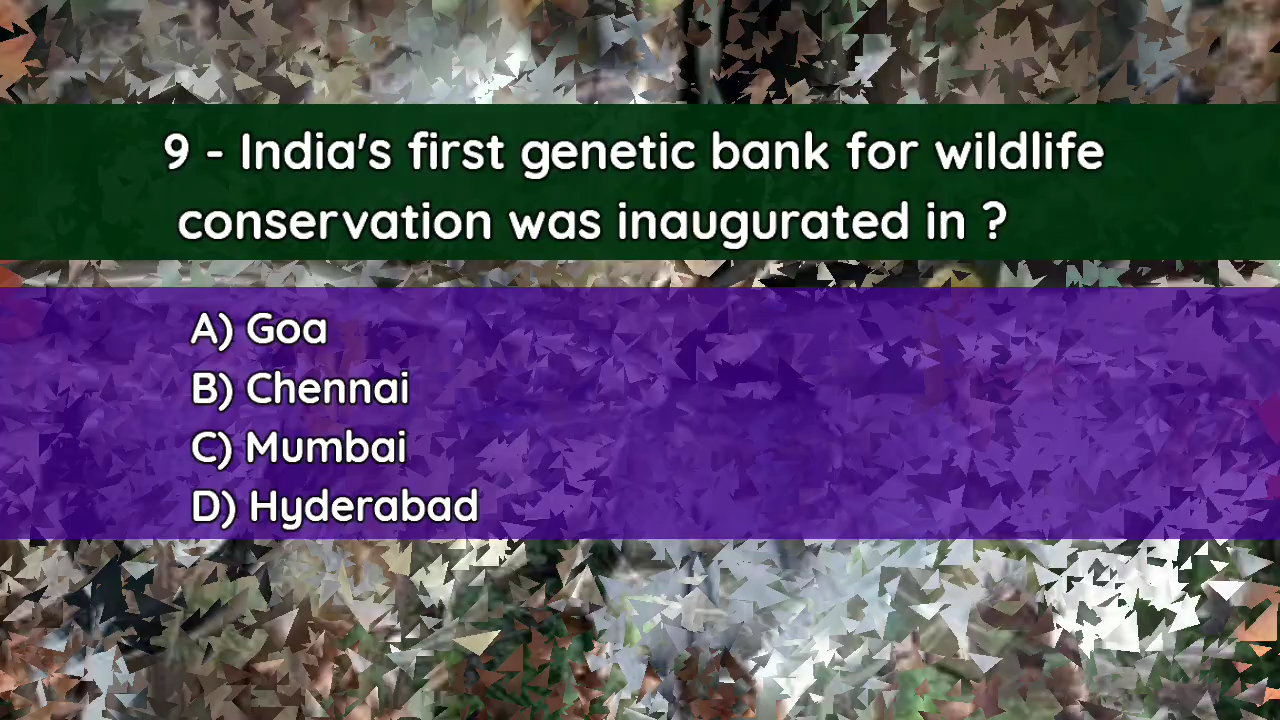 9 - India's first genetic bank for wildlife
conservation was inaugurated in ?
A) Goa
B) Chennai
C) Mumbai
D) Hyderabad